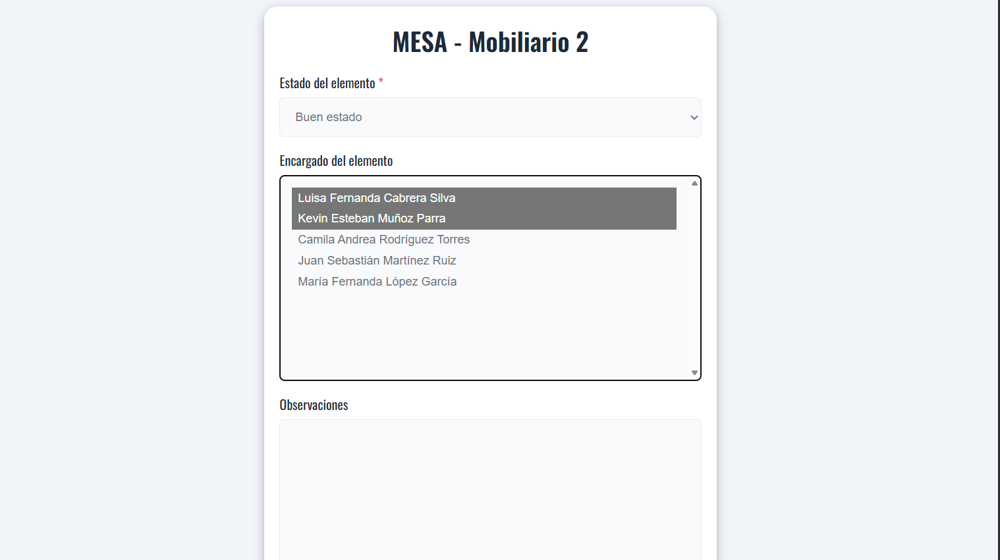 MESA - Mobiliario 2
Estado del elemento *
Buen estado
Encargado del elemento
Luisa Fernanda Cabrera Silva
Kevin Esteban Muñoz Parra
Camila Andrea Rodríguez Torres
Juan Sebastián Martínez Ruiz
María Fernanda López García
Observaciones